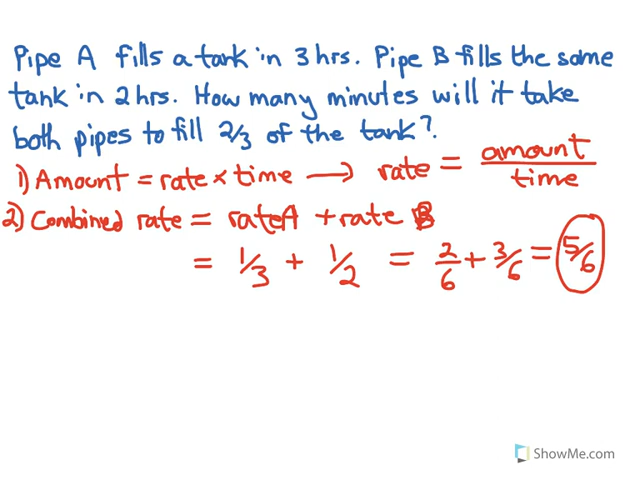 Pipe A fills a tank in 3 hrs. Pipe B fills the same
tank in 2 hrs. How many minutes will it take
both pipes to fill 2/3 of the tank?
1) Amount = rate × time → rate = amount/time
2) Combined rate = rate A + rate B
= 1/3 + 1/2 = 2/6 + 3/6 = 5/6
ShowMe.com